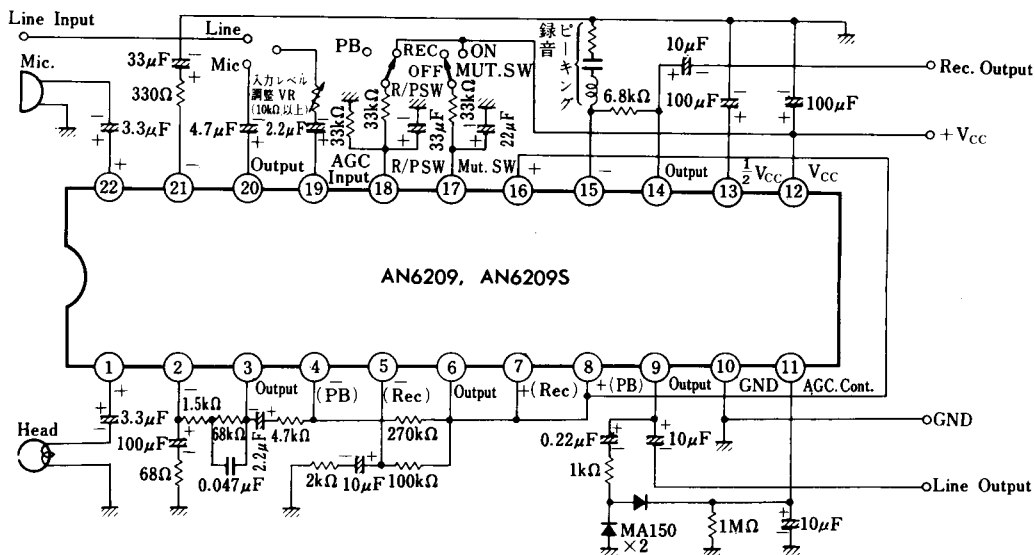 Line Input
Mic.
Line
Mic
33μF
330Ω
3.3μF
4.7μF
Output
入力レベル
調整VR
(10kΩ以上)
2.2μF
AGC
Input
PB
REC
ON
OFF
MUT.SW
R/PSW
33kΩ
33kΩ
33μF
33kΩ
22μF
R/PSW
Mut.SW
録音
ピーキング
6.8kΩ
10μF
Rec. Output
100μF
100μF
+Vcc
Output
1/2 Vcc
Vcc
+
−
22
21
20
19
18
17
16
15
14
13
12
AN6209, AN6209S
1
2
3
4
5
6
7
8
9
10
11
Output
−
(PB)
−
(Rec)
Output
+(Rec)
+(PB)
Output
GND
AGC.Cont.
Head
3.3μF
100μF
68Ω
1.5kΩ
68kΩ
0.047μF
2.2μF
4.7kΩ
270kΩ
2kΩ
10μF
100kΩ
0.22μF
1kΩ
10μF
MA150
×2
1MΩ
10μF
GND
Line Output